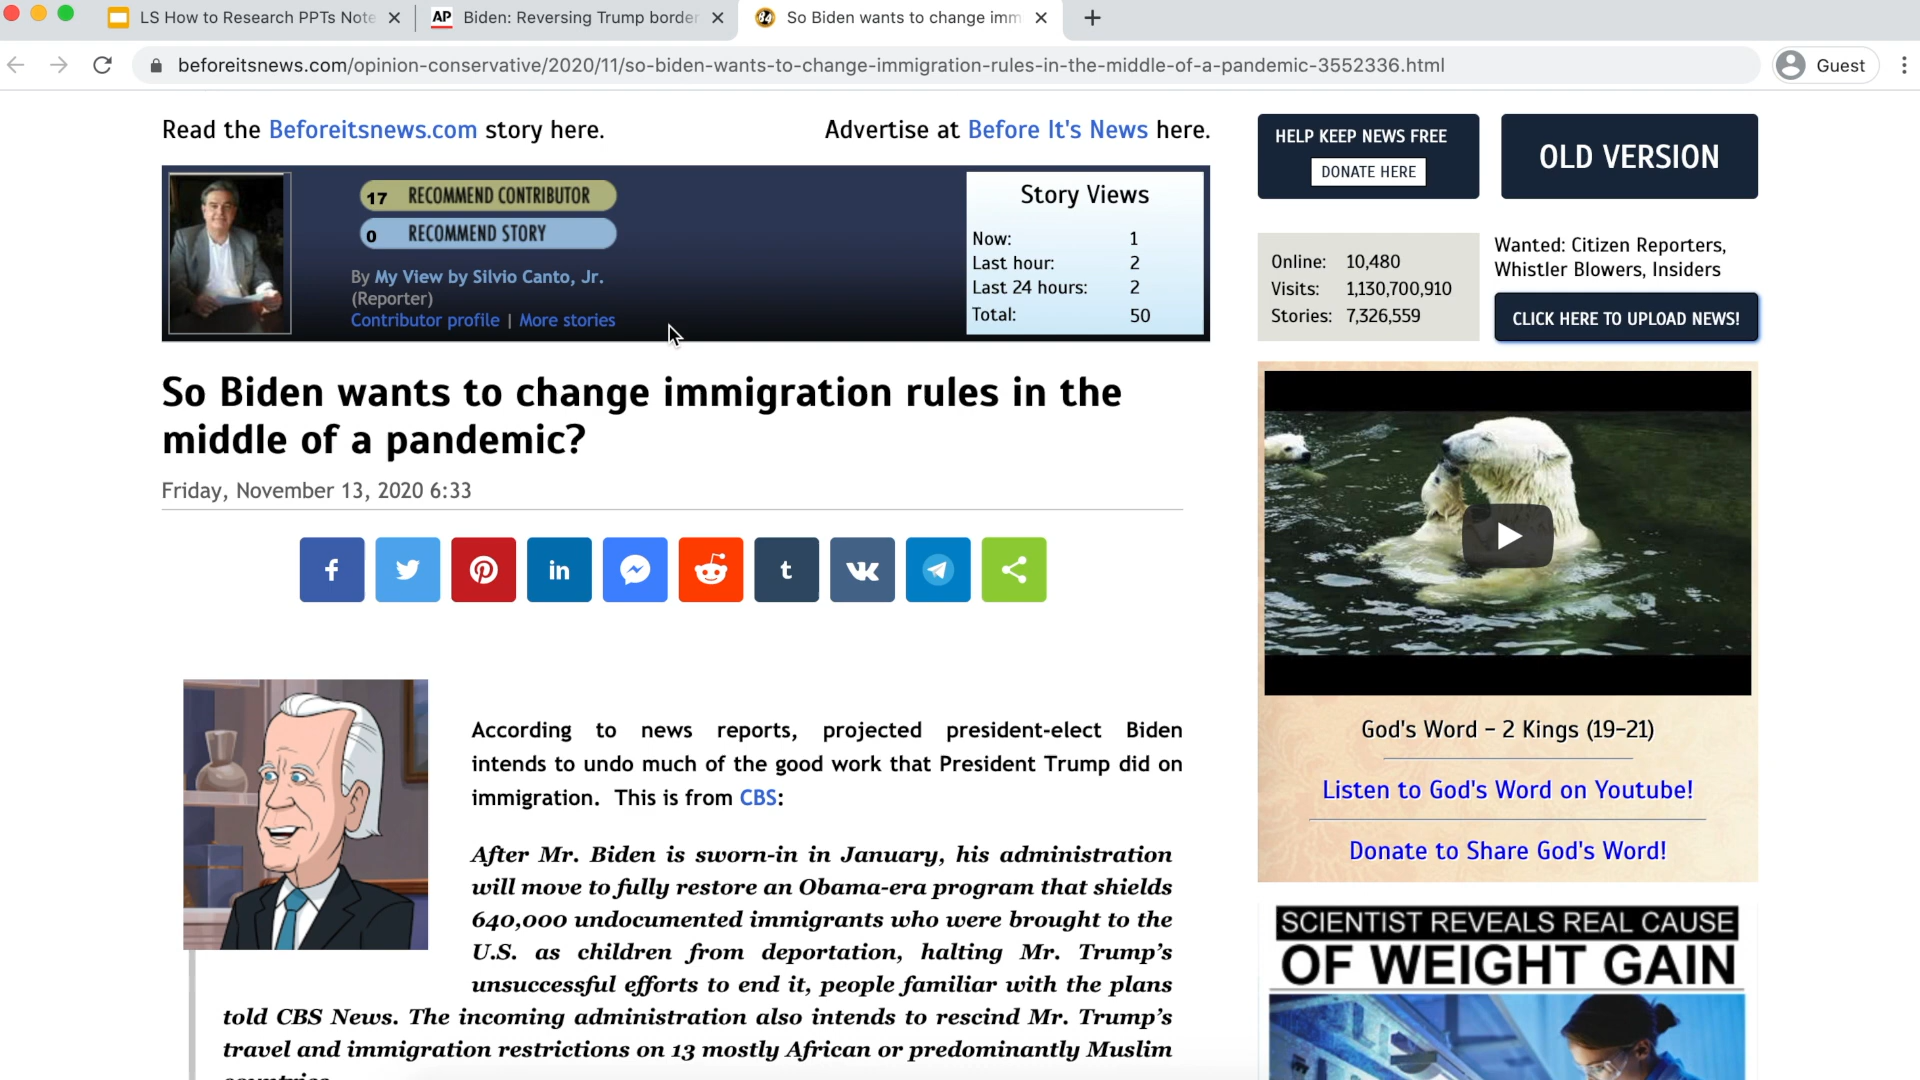 LS How to Research PPTs Note
AP Biden: Reversing Trump border
So Biden wants to change imm
beforeitsnews.com/opinion-conservative/2020/11/so-biden-wants-to-change-immigration-rules-in-the-middle-of-a-pandemic-3552336.html
Guest
Read the Beforeitsnews.com story here.
Advertise at Before It's News here.
HELP KEEP NEWS FREE
DONATE HERE
OLD VERSION
17 RECOMMEND CONTRIBUTOR
0 RECOMMEND STORY
By My View by Silvio Canto, Jr.
(Reporter)
Contributor profile | More stories
Story Views
Now: 1
Last hour: 2
Last 24 hours: 2
Total: 50
Online: 10,480
Visits: 1,130,700,910
Stories: 7,326,559
Wanted: Citizen Reporters,
Whistler Blowers, Insiders
CLICK HERE TO UPLOAD NEWS!
So Biden wants to change immigration rules in the
middle of a pandemic?
Friday, November 13, 2020 6:33
According to news reports, projected president-elect Biden
intends to undo much of the good work that President Trump did on
immigration. This is from CBS:
After Mr. Biden is sworn-in in January, his administration
will move to fully restore an Obama-era program that shields
640,000 undocumented immigrants who were brought to the
U.S. as children from deportation, halting Mr. Trump's
unsuccessful efforts to end it, people familiar with the plans
told CBS News. The incoming administration also intends to rescind Mr. Trump's
travel and immigration restrictions on 13 mostly African or predominantly Muslim
God's Word – 2 Kings (19-21)
Listen to God's Word on Youtube!
Donate to Share God's Word!
SCIENTIST REVEALS REAL CAUSE
OF WEIGHT GAIN